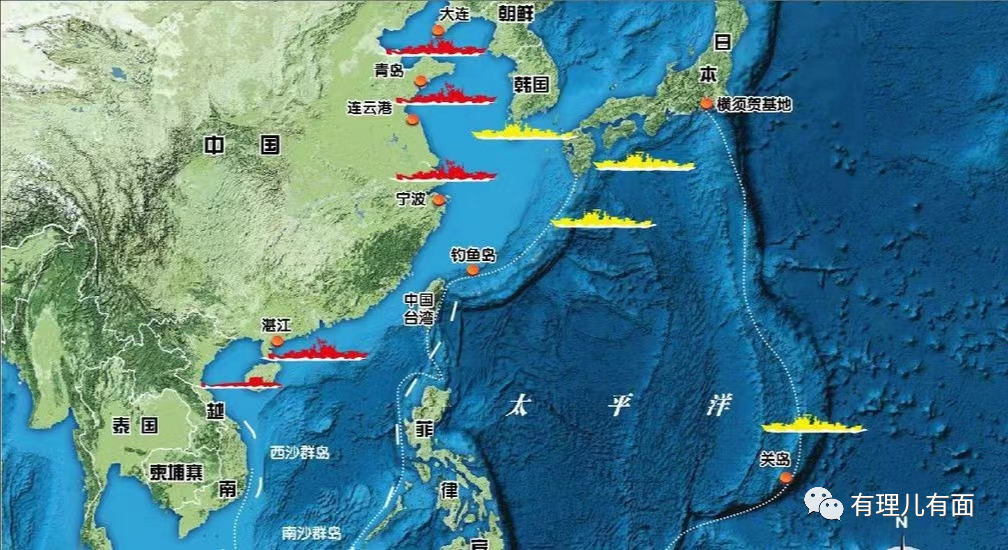 大连
朝鲜
日本
青岛
韩国
连云港
横须贺基地
中国
宁波
钓鱼岛
中国
台湾
湛江
太平洋
越南
泰国
菲律宾
西沙群岛
柬埔寨
关岛
南沙群岛
有理儿有面
N